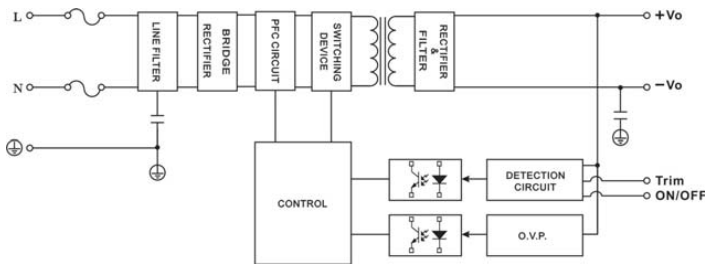 L
N
LINE FILTER
BRIDGE
RECTIFIER
PFC CIRCUIT
SWITCHING
DEVICE
RECTIFIER
&
FILTER
+Vo
−Vo
CONTROL
DETECTION
CIRCUIT
Trim
ON/OFF
O.V.P.